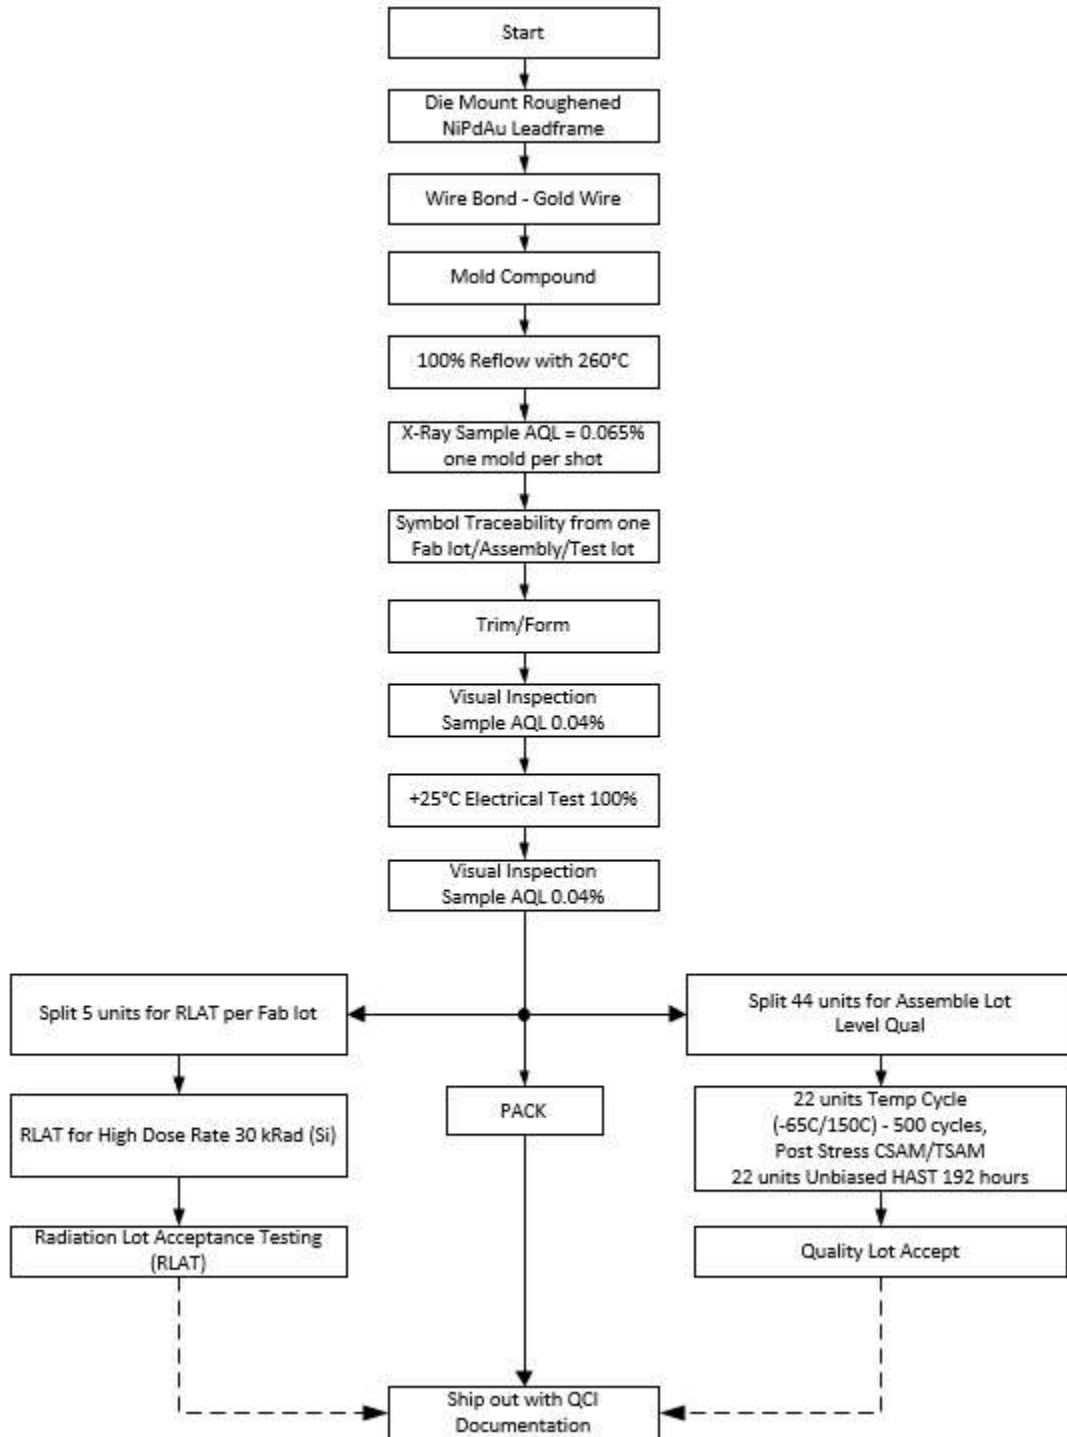 Start
Die Mount Roughened
NiPdAu Leadframe
Wire Bond - Gold Wire
Mold Compound
100% Reflow with 260°C
X-Ray Sample AQL = 0.065%
one mold per shot
Symbol Traceability from one
Fab lot/Assembly/Test lot
Trim/Form
Visual Inspection
Sample AQL 0.04%
+25°C Electrical Test 100%
Visual Inspection
Sample AQL 0.04%
Split 5 units for RLAT per Fab lot
RLAT for High Dose Rate 30 kRad (Si)
Radiation Lot Acceptance Testing
(RLAT)
PACK
Split 44 units for Assemble Lot
Level Qual
22 units Temp Cycle
(-65C/150C) - 500 cycles,
Post Stress CSAM/TSAM
22 units Unbiased HAST 192 hours
Quality Lot Accept
Ship out with QCI
Documentation